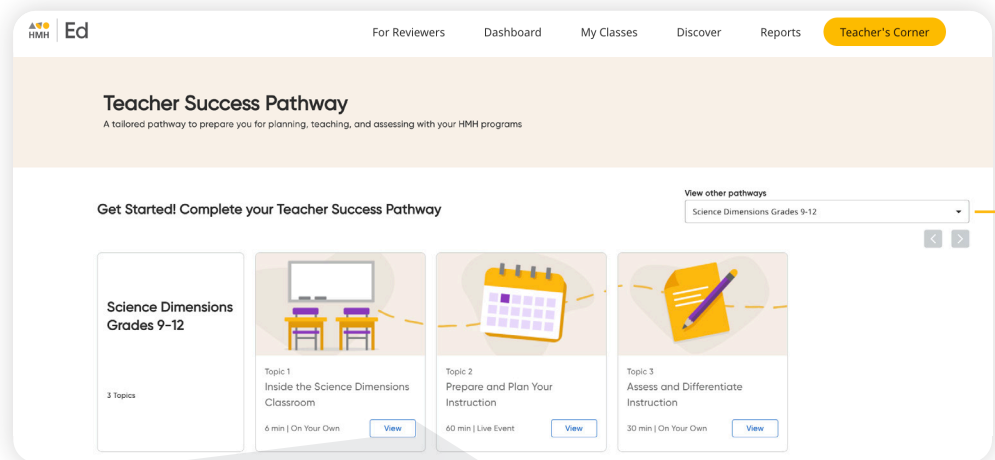 HMH
Ed
For Reviewers
Dashboard
My Classes
Discover
Reports
Teacher's Corner
Teacher Success Pathway
A tailored pathway to prepare you for planning, teaching, and assessing with your HMH programs
Get Started! Complete your Teacher Success Pathway
View other pathways
Science Dimensions Grades 9-12
Science Dimensions
Grades 9-12
3 Topics
Topic 1
Inside the Science Dimensions
Classroom
6 min | On Your Own
View
Topic 2
Prepare and Plan Your
Instruction
60 min | Live Event
View
Topic 3
Assess and Differentiate
Instruction
30 min | On Your Own
View